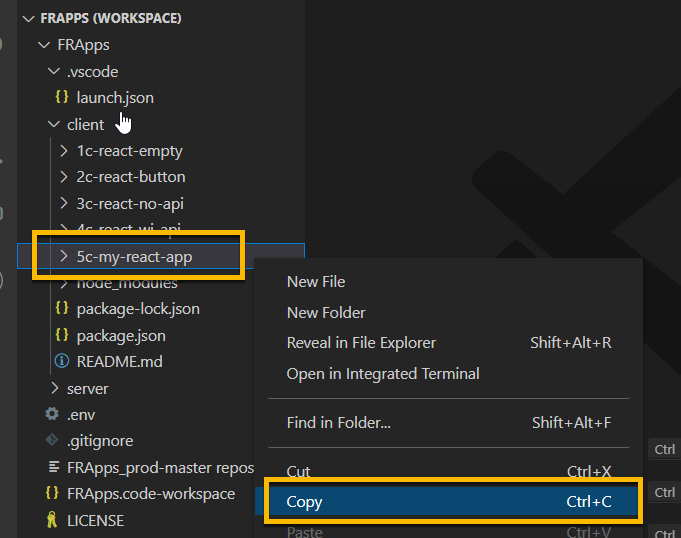 FRAPPS (WORKSPACE)
FRApps
.vscode
launch.json
client
1c-react-empty
2c-react-button
3c-react-no-api
4c-react-wi-api
5c-my-react-app
node_modules
package-lock.json
package.json
README.md
server
.env
.gitignore
FRApps_prod-master repos
FRApps.code-workspace
LICENSE
New File
New Folder
Reveal in File Explorer Shift+Alt+R
Open in Integrated Terminal
Find in Folder... Shift+Alt+F
Cut Ctrl+X
Copy Ctrl+C
Paste Ctrl+V
Ctrl
Ctrl
Ctrl